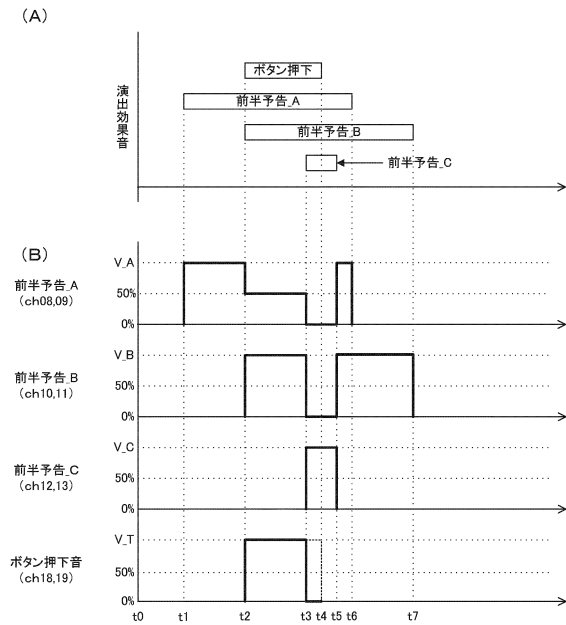 (A)
演出効果音
ボタン押下
前半予告_A
前半予告_B
前半予告_C
(B)
前半予告_A
(ch08,09)
V_A
50%
0%
前半予告_B
(ch10,11)
V_B
50%
0%
前半予告_C
(ch12,13)
V_C
50%
0%
ボタン押下音
(ch18,19)
V_T
50%
0%
t0 t1 t2 t3 t4 t5 t6 t7